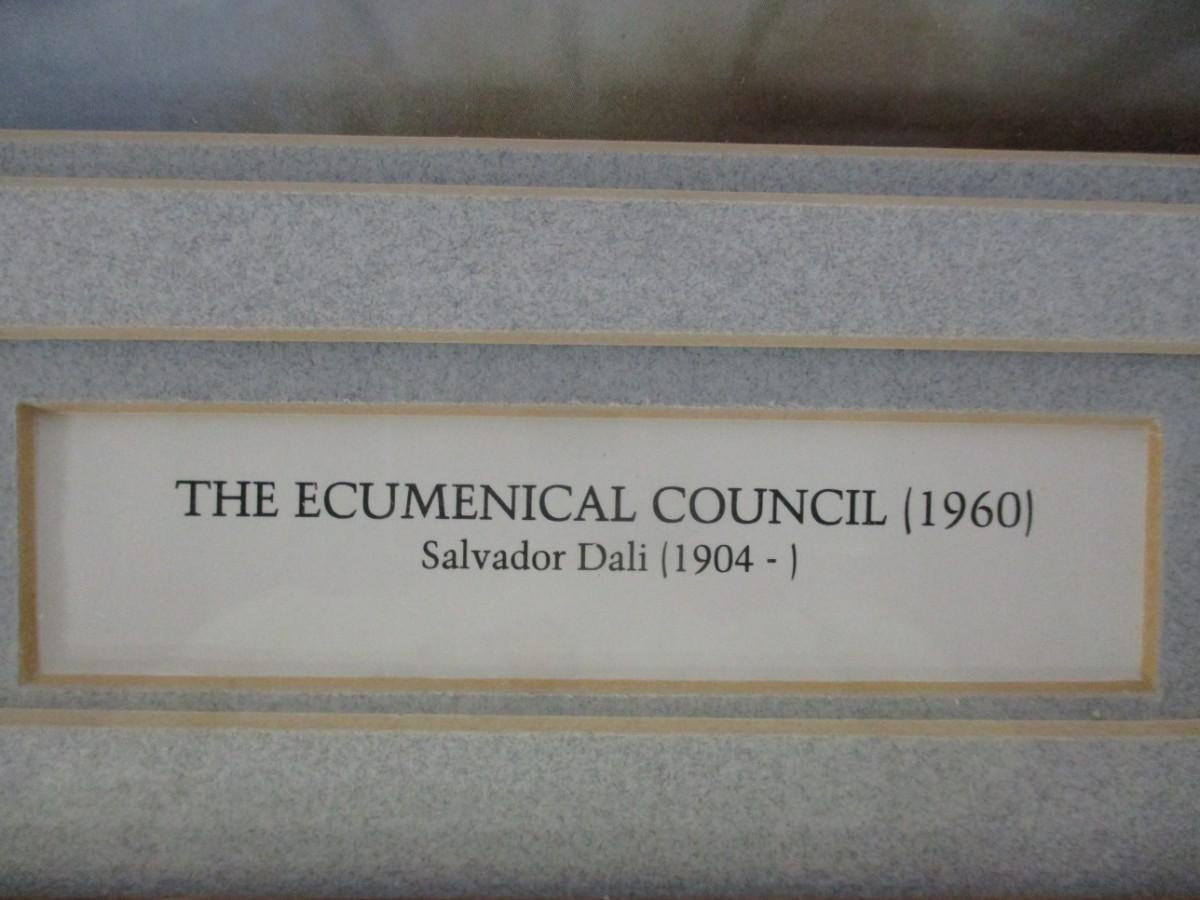 THE ECUMENICAL COUNCIL (1960)
Salvador Dali (1904 - )